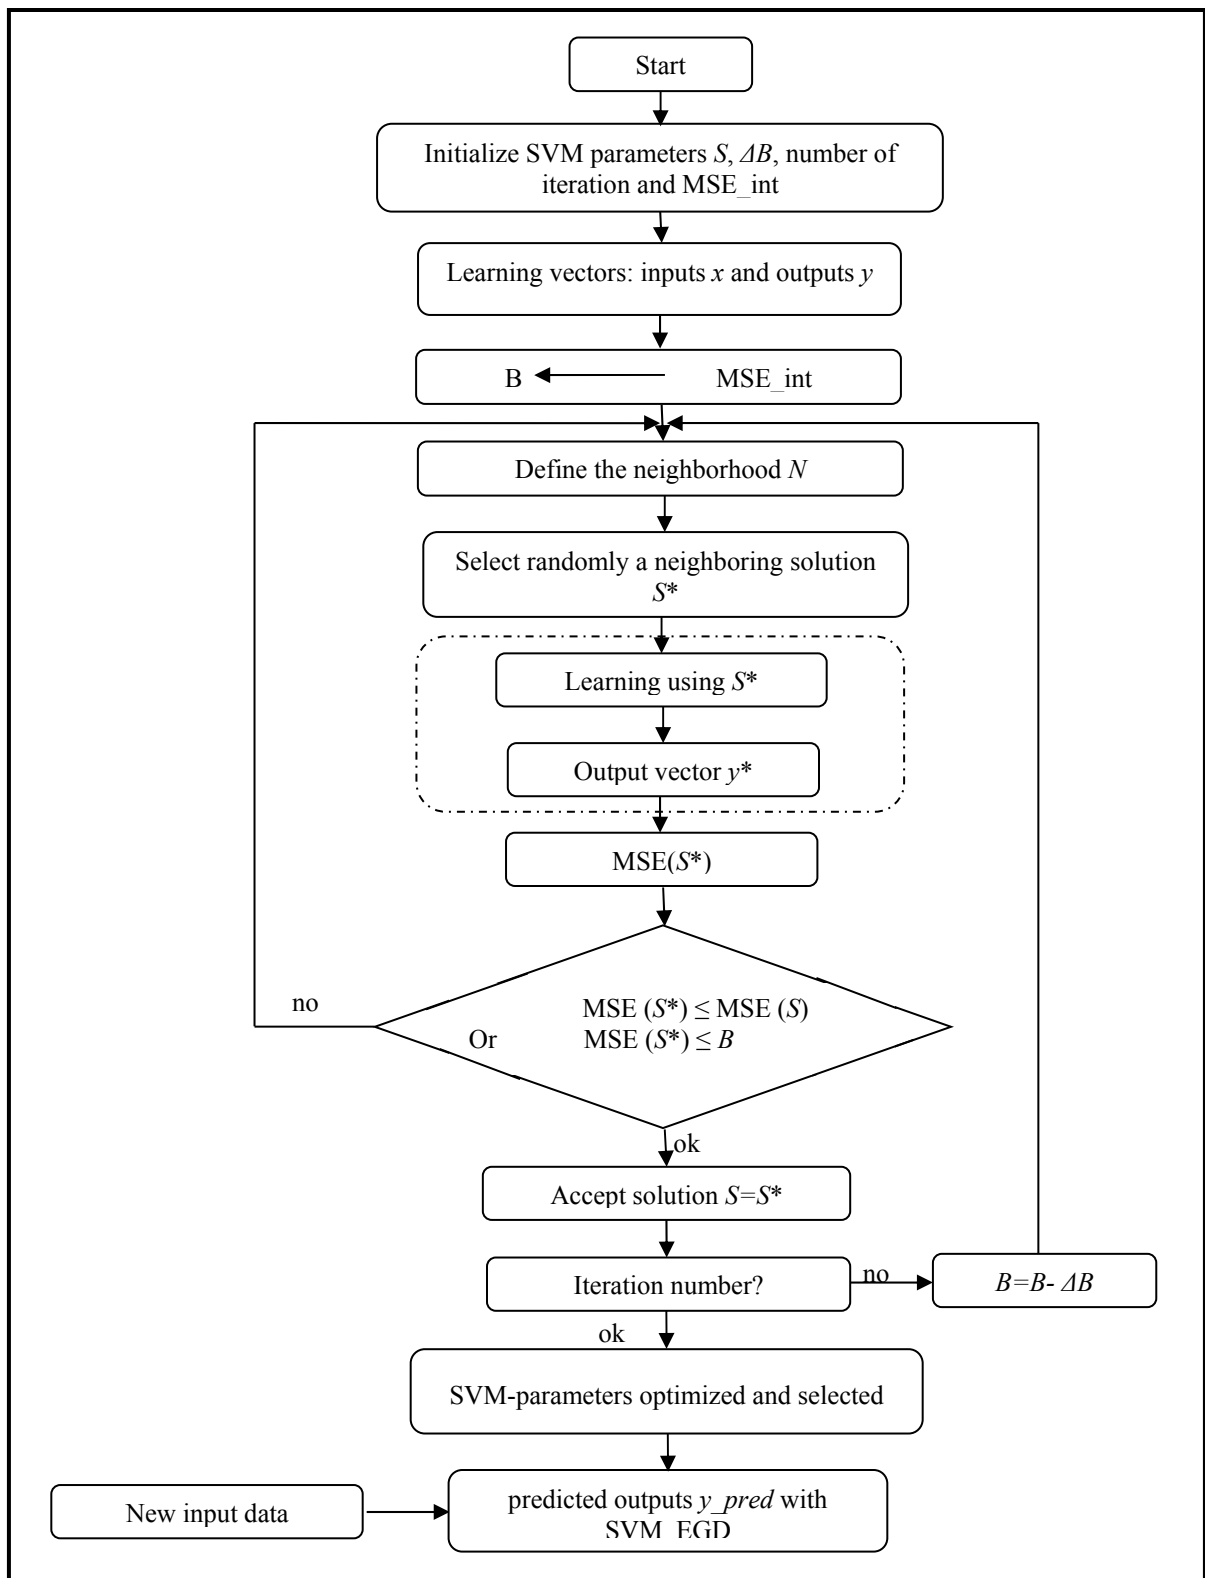 Start
Initialize SVM parameters S, ΔB, number of
iteration and MSE_int
Learning vectors: inputs x and outputs y
B MSE_int
Define the neighborhood N
Select randomly a neighboring solution
S*
Learning using S*
Output vector y*
MSE(S*)
no
MSE (S*) ≤ MSE (S)
Or MSE (S*) ≤ B
ok
Accept solution S=S*
Iteration number?
no
B=B- ΔB
ok
SVM-parameters optimized and selected
New input data
predicted outputs y_pred with
SVM_EGD